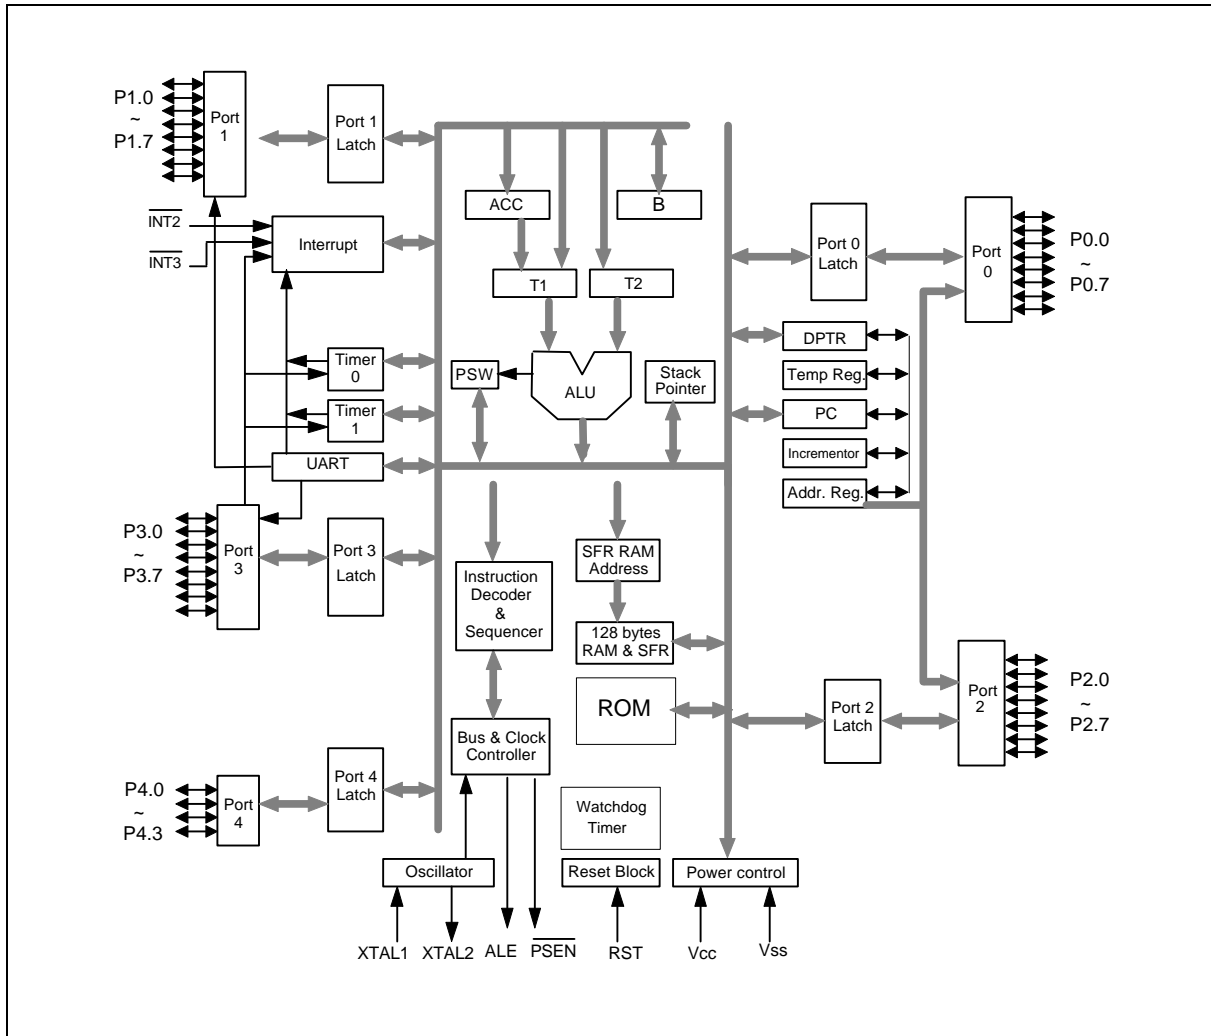 P1.0
~
P1.7
Port
1
Port 1
Latch
INT2
INT3
Interrupt
ACC
B
T1
T2
Port 0
Latch
Port
0
P0.0
~
P0.7
Timer
0
Timer
1
UART
PSW
ALU
Stack
Pointer
DPTR
Temp Reg.
PC
Incrementor
Addr. Reg.
P3.0
~
P3.7
Port
3
Port 3
Latch
Instruction
Decoder
&
Sequencer
SFR RAM
Address
128 bytes
RAM & SFR
ROM
Port 2
Latch
Port
2
P2.0
~
P2.7
Bus & Clock
Controller
P4.0
~
P4.3
Port
4
Port 4
Latch
Watchdog
Timer
Oscillator
Reset Block
Power control
XTAL1
XTAL2
ALE
PSEN
RST
Vcc
Vss